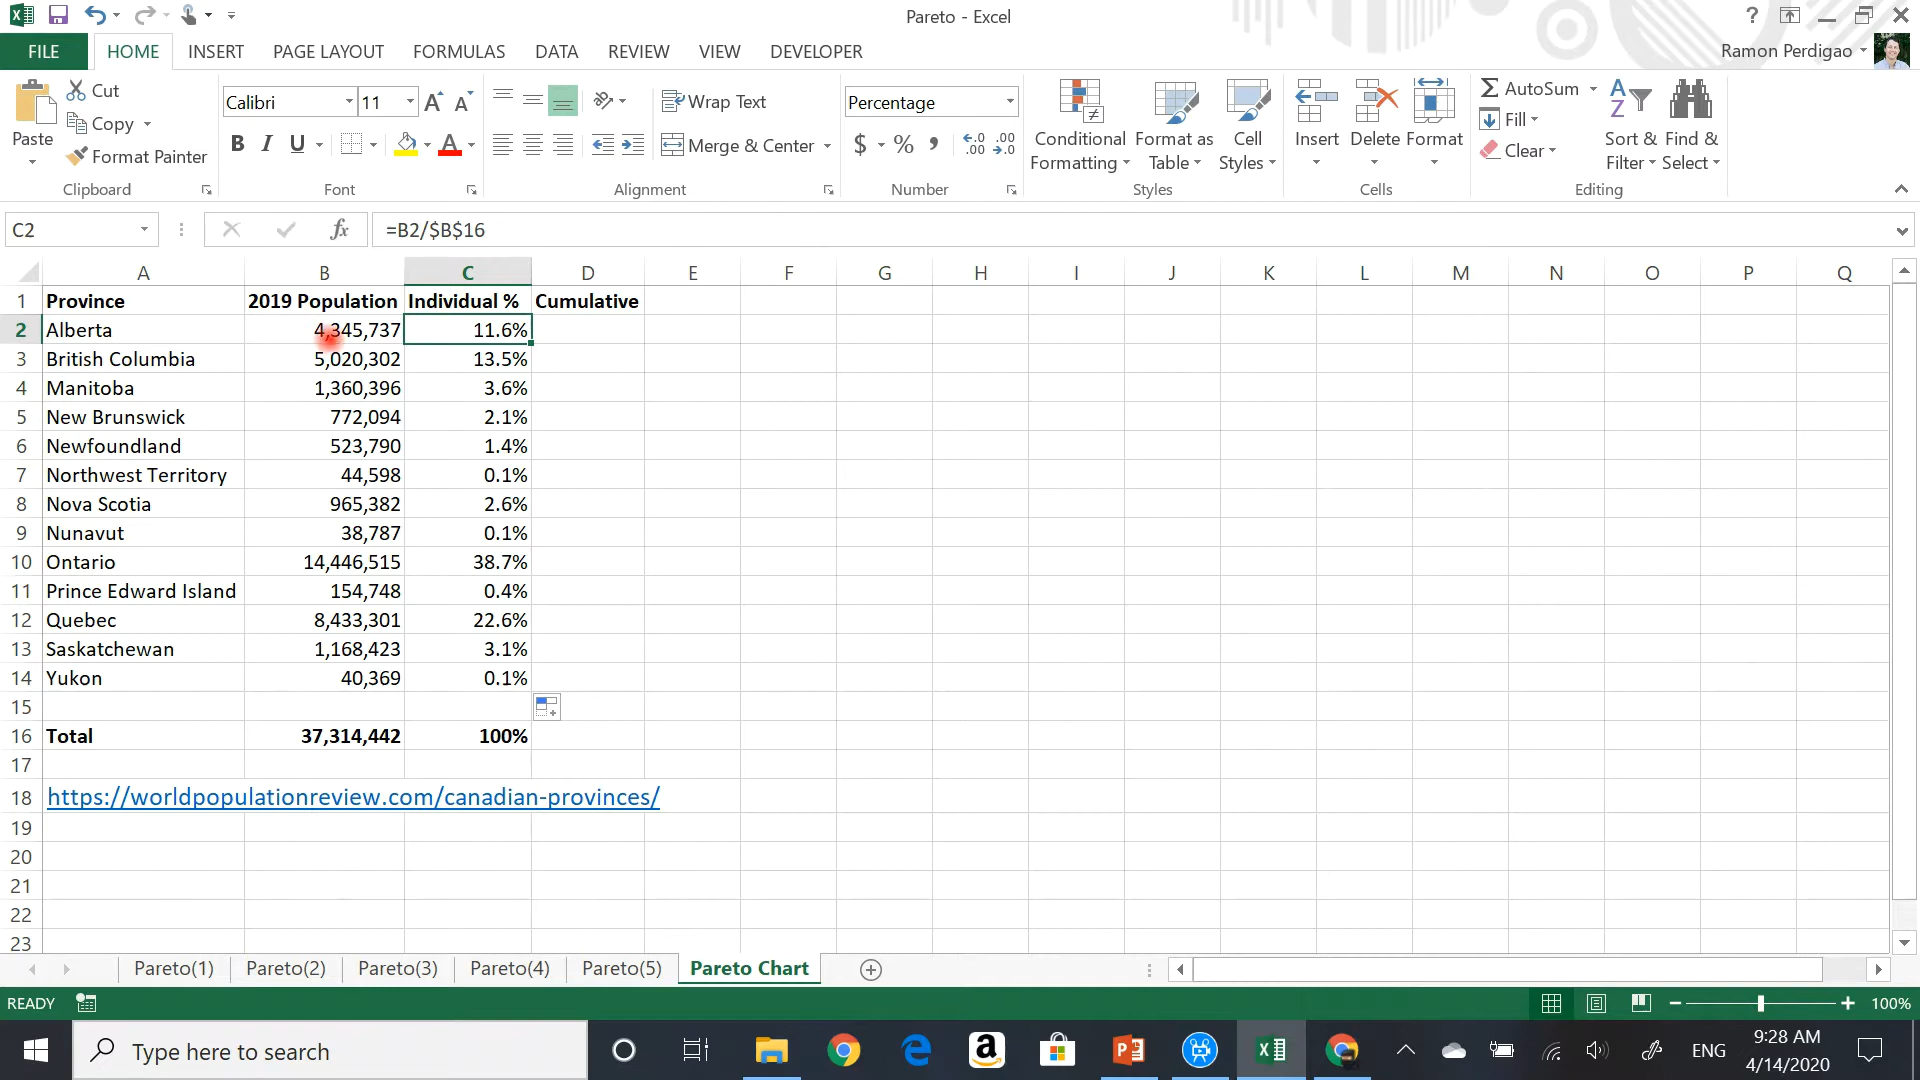 Pareto - Excel
?
FILE HOME INSERT PAGE LAYOUT FORMULAS DATA REVIEW VIEW DEVELOPER
Ramon Perdigao
Paste
Cut
Copy
Format Painter
Clipboard
Calibri 11
B I U
Font
Wrap Text
Merge & Center
Alignment
Percentage
$ % ,
Number
Conditional Formatting
Format as Table
Cell Styles
Styles
Insert Delete Format
Cells
AutoSum
Fill
Clear
Sort & Filter
Find & Select
Editing
C2 fx =B2/$B$16
A B C D E F G H I J K L M N O P Q
1 Province 2019 Population Individual % Cumulative
2 Alberta 4,345,737 11.6%
3 British Columbia 5,020,302 13.5%
4 Manitoba 1,360,396 3.6%
5 New Brunswick 772,094 2.1%
6 Newfoundland 523,790 1.4%
7 Northwest Territory 44,598 0.1%
8 Nova Scotia 965,382 2.6%
9 Nunavut 38,787 0.1%
10 Ontario 14,446,515 38.7%
11 Prince Edward Island 154,748 0.4%
12 Quebec 8,433,301 22.6%
13 Saskatchewan 1,168,423 3.1%
14 Yukon 40,369 0.1%
15
16 Total 37,314,442 100%
17
18 https://worldpopulationreview.com/canadian-provinces/
19
20
21
22
23
Pareto(1) Pareto(2) Pareto(3) Pareto(4) Pareto(5) Pareto Chart
READY
100%
Type here to search
ENG
9:28 AM
4/14/2020